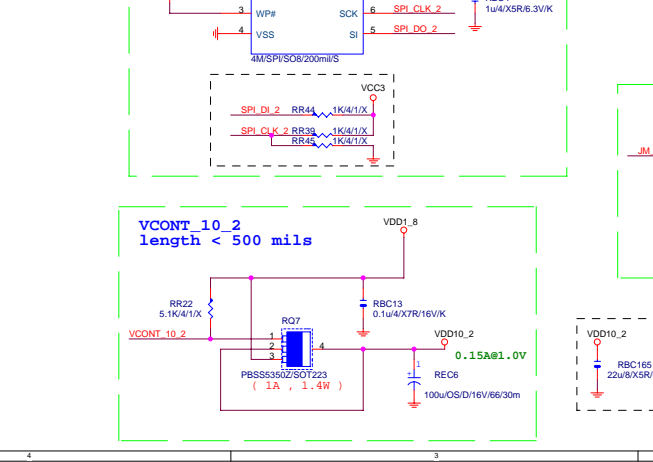 3 WP# SCK 6 SPI_CLK_2
1u/4/X5R/6.3V/K
4 VSS SI 5 SPI_DO_2
4M/SPI/SO8/200mil/S
VCC3
SPI_DI_2 RR44 1K/4/1/X
SPI_CLK_2 RR39 1K/4/1/X
RR45 1K/4/1/X
JM_
VCONT_10_2
length < 500 mils
VDD1_8
RR22
5.1K/4/1/X
RBC13
0.1u/4/X7R/16V/K
VCONT_10_2
RQ7
1
2
3
4
PBSS5350Z/SOT223
( 1A , 1.4W )
VDD10_2
0.15A@1.0V
1
+
REC6
100u/OS/D/16V/66/30m
VDD10_2
RBC165
22u/8/X5R/
4
3